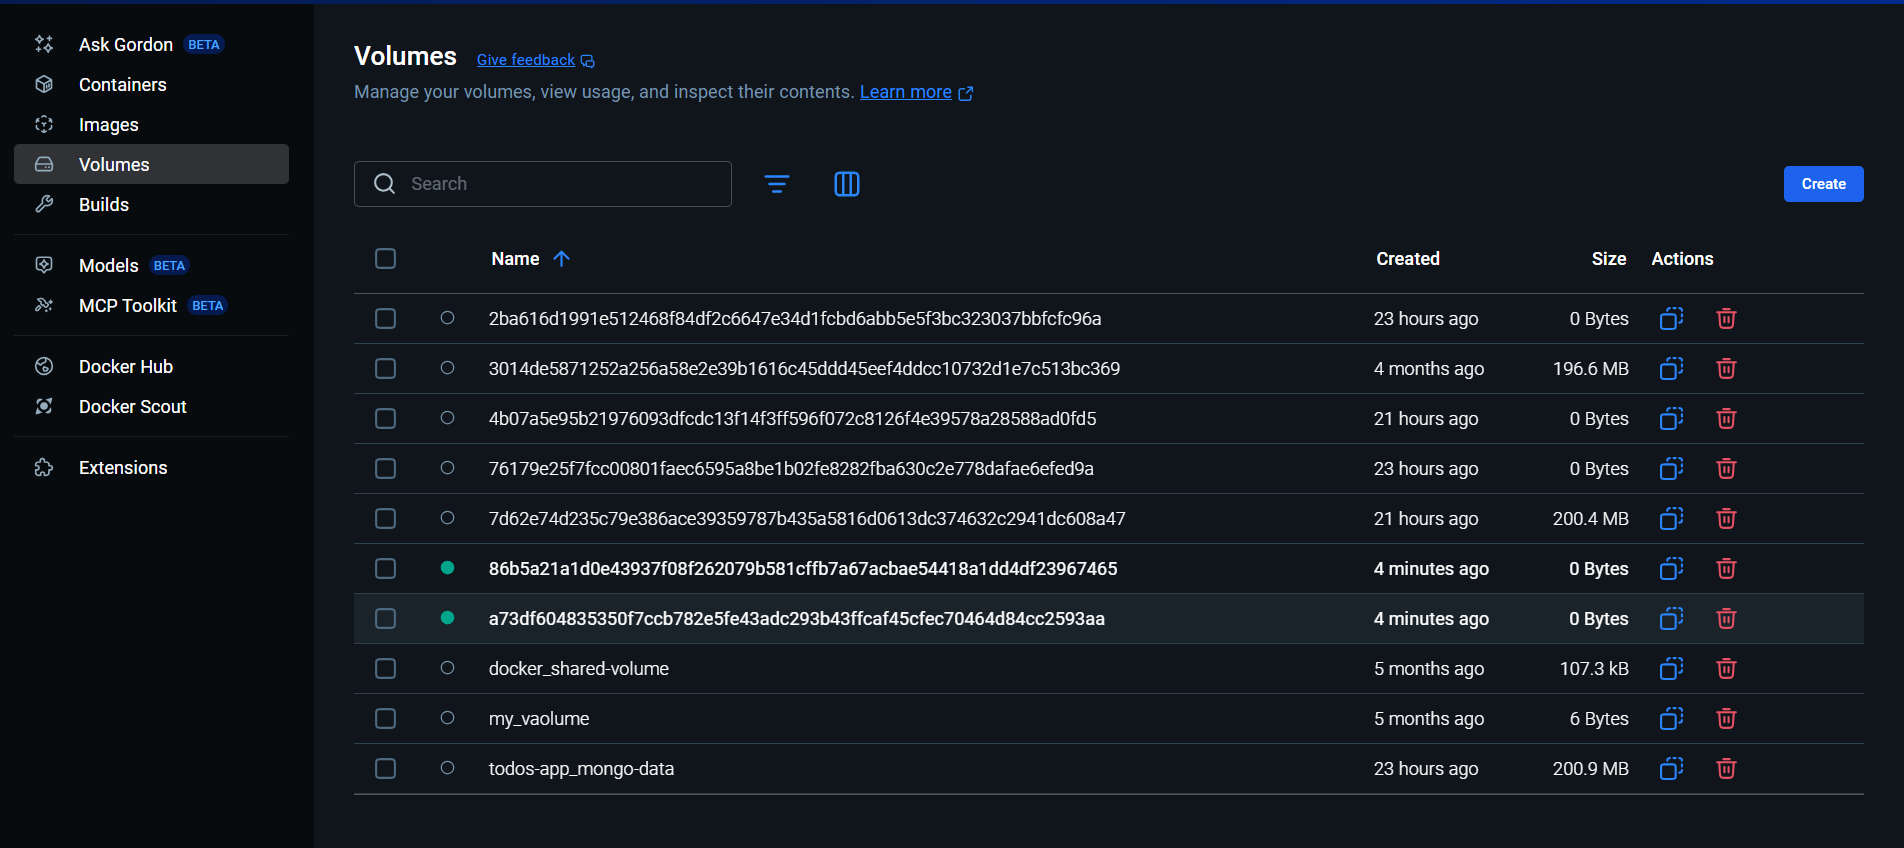 Ask Gordon BETA
Containers
Images
Volumes
Builds
Models BETA
MCP Toolkit BETA
Docker Hub
Docker Scout
Extensions
Volumes Give feedback
Manage your volumes, view usage, and inspect their contents. Learn more
Search
Create
Name Created Size Actions
2ba616d1991e512468f84df2c6647e34d1fcbd6abb5e5f3bc323037bbfcfc96a 23 hours ago 0 Bytes
3014de5871252a256a58e2e39b1616c45ddd45eef4ddcc10732d1e7c513bc369 4 months ago 196.6 MB
4b07a5e95b21976093dfcdc13f14f3ff596f072c8126f4e39578a28588ad0fd5 21 hours ago 0 Bytes
76179e25f7fcc00801faec6595a8be1b02fe8282fba630c2e778dafae6efed9a 23 hours ago 0 Bytes
7d62e74d235c79e386ace39359787b435a5816d0613dc374632c2941dc608a47 21 hours ago 200.4 MB
86b5a21a1d0e43937f08f262079b581cffb7a67acbae54418a1dd4df23967465 4 minutes ago 0 Bytes
a73df604835350f7ccb782e5fe43adc293b43ffcaf45cfec70464d84cc2593aa 4 minutes ago 0 Bytes
docker_shared-volume 5 months ago 107.3 kB
my_vaolume 5 months ago 6 Bytes
todos-app_mongo-data 23 hours ago 200.9 MB